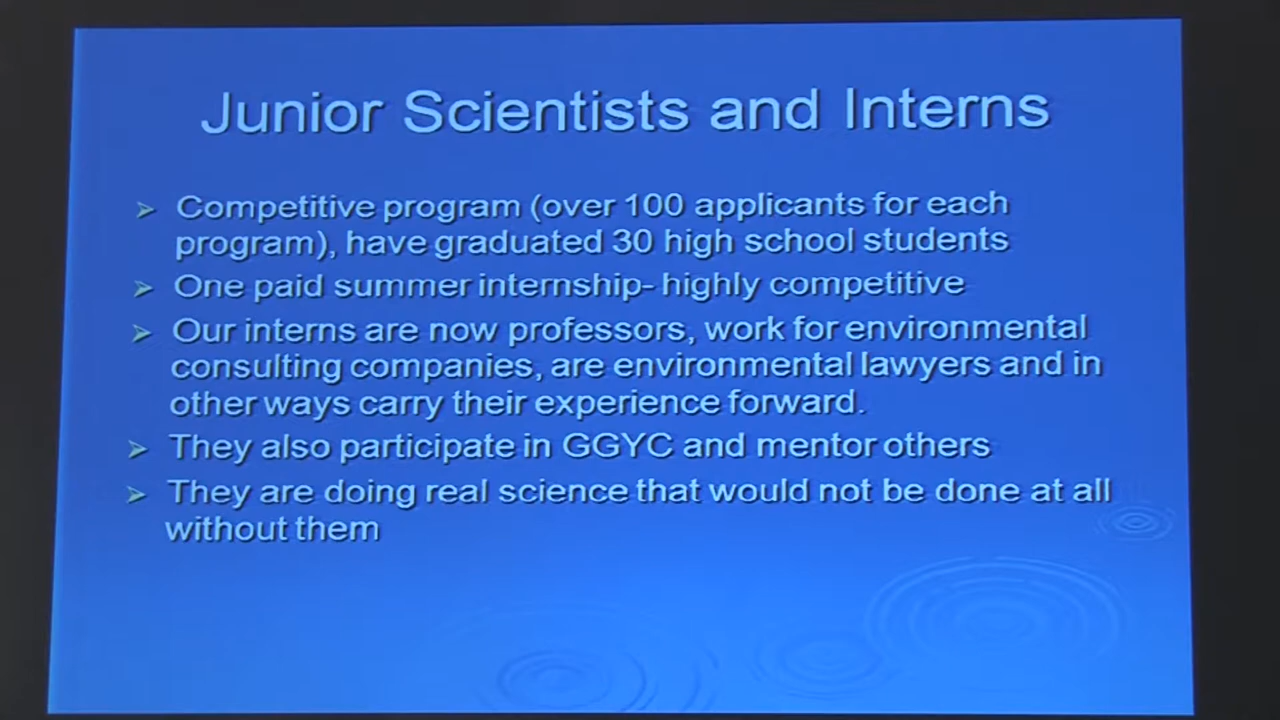 Junior Scientists and Interns
➢ Competitive program (over 100 applicants for each
program), have graduated 30 high school students
➢ One paid summer internship- highly competitive
➢ Our interns are now professors, work for environmental
consulting companies, are environmental lawyers and in
other ways carry their experience forward.
➢ They also participate in GGYC and mentor others
➢ They are doing real science that would not be done at all
without them